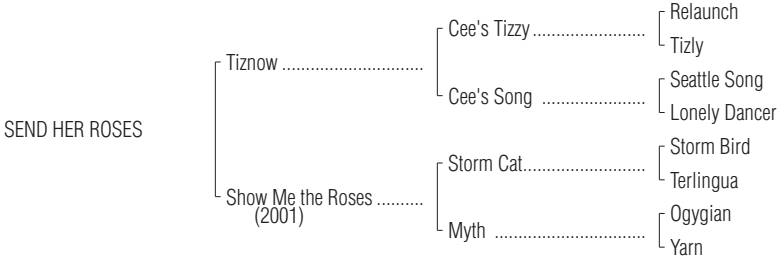 Relaunch
Cee's Tizzy ........................
Tizly
Tiznow ..............................
Seattle Song
Cee's Song ......................
Lonely Dancer
SEND HER ROSES
Storm Bird
Storm Cat..........................
Terlingua
Show Me the Roses ..........
(2001)
Ogygian
Myth ................................
Yarn